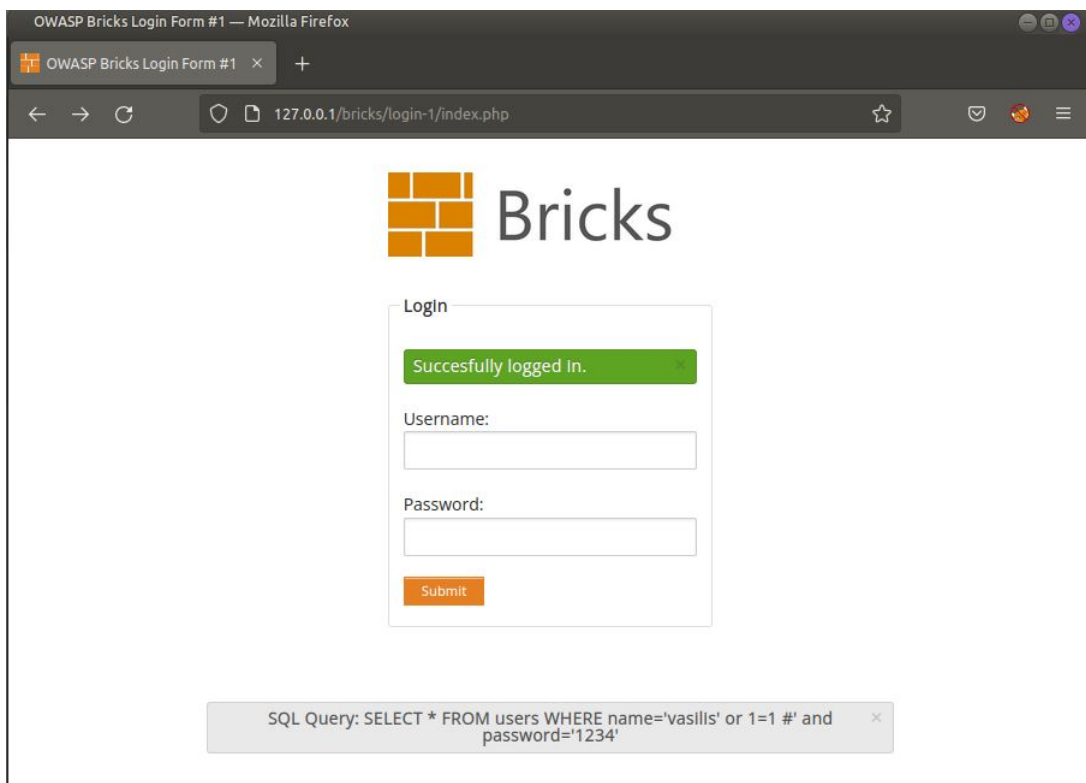 OWASP Bricks Login Form #1 — Mozilla Firefox
OWASP Bricks Login Form #1
127.0.0.1/bricks/login-1/index.php
Bricks
Login
Succesfully logged in.
Username:
Password:
Submit
SQL Query: SELECT * FROM users WHERE name='vasilis' or 1=1 #' and
password='1234'